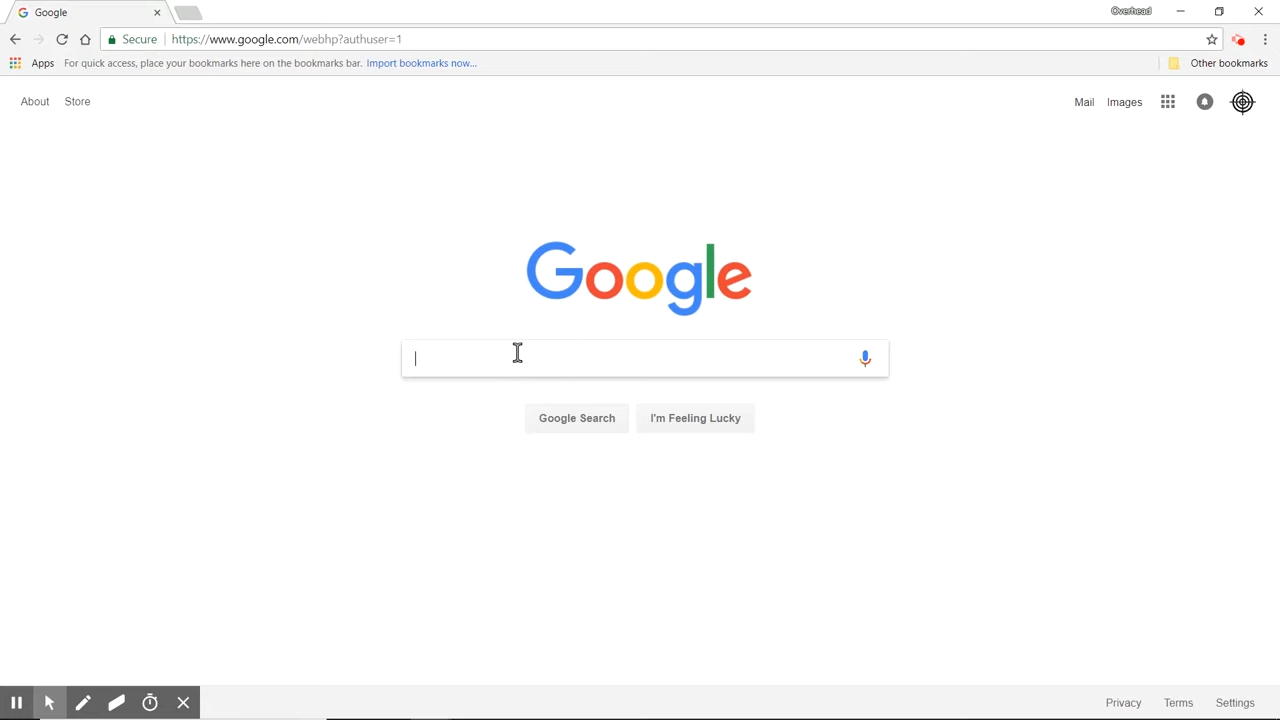 Google
Overhead
Secure
https://www.google.com/webhp?authuser=1
Apps
For quick access, place your bookmarks here on the bookmarks bar. Import bookmarks now...
Other bookmarks
About Store
Mail Images
Google
Google Search I'm Feeling Lucky
Privacy Terms Settings